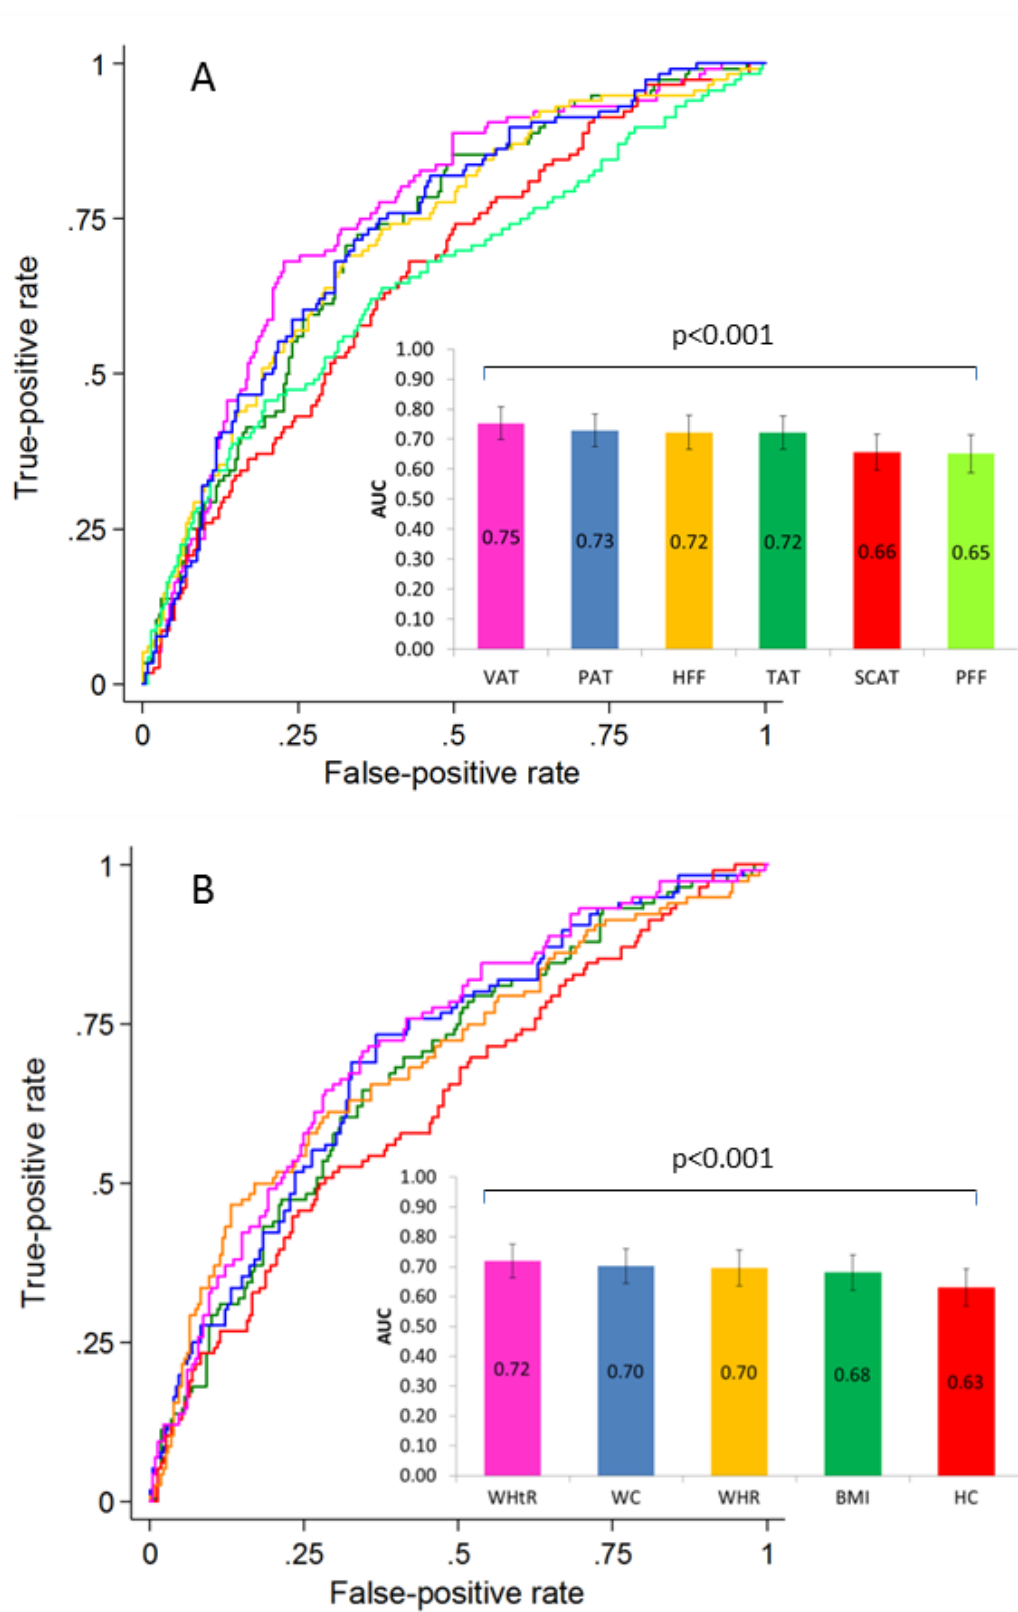 A
1
.75
.5
.25
0
True-positive rate
0 .25 .5 .75 1
False-positive rate
p<0.001
1.00
0.90
0.80
0.70
0.60
0.50
0.40
0.30
0.20
0.10
0.00
AUC
0.75 0.73 0.72 0.72 0.66 0.65
VAT PAT HFF TAT SCAT PFF
B
1
.75
.5
.25
0
True-positive rate
0 .25 .5 .75 1
False-positive rate
p<0.001
1.00
0.90
0.80
0.70
0.60
0.50
0.40
0.30
0.20
0.10
0.00
AUC
0.72 0.70 0.70 0.68 0.63
WHtR WC WHR BMI HC